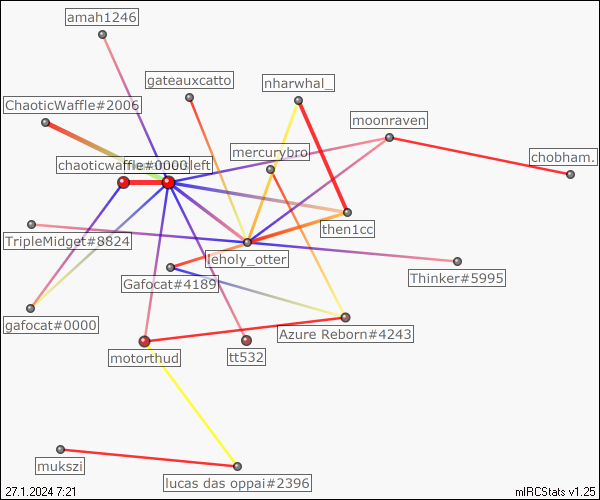 amah1246
gateauxcatto
nharwhal_
ChaoticWaffle#2006
moonraven
mercurybro
chobham.
chaoticwaffle#0000
left
then1cc
TripleMidget#8824
leholy_otter
Thinker#5995
Gafocat#4189
gafocat#0000
Azure Reborn#4243
motorthud
tt532
mukszi
lucas das oppai#2396
27.1.2024 7:21
mIRCStats v1.25